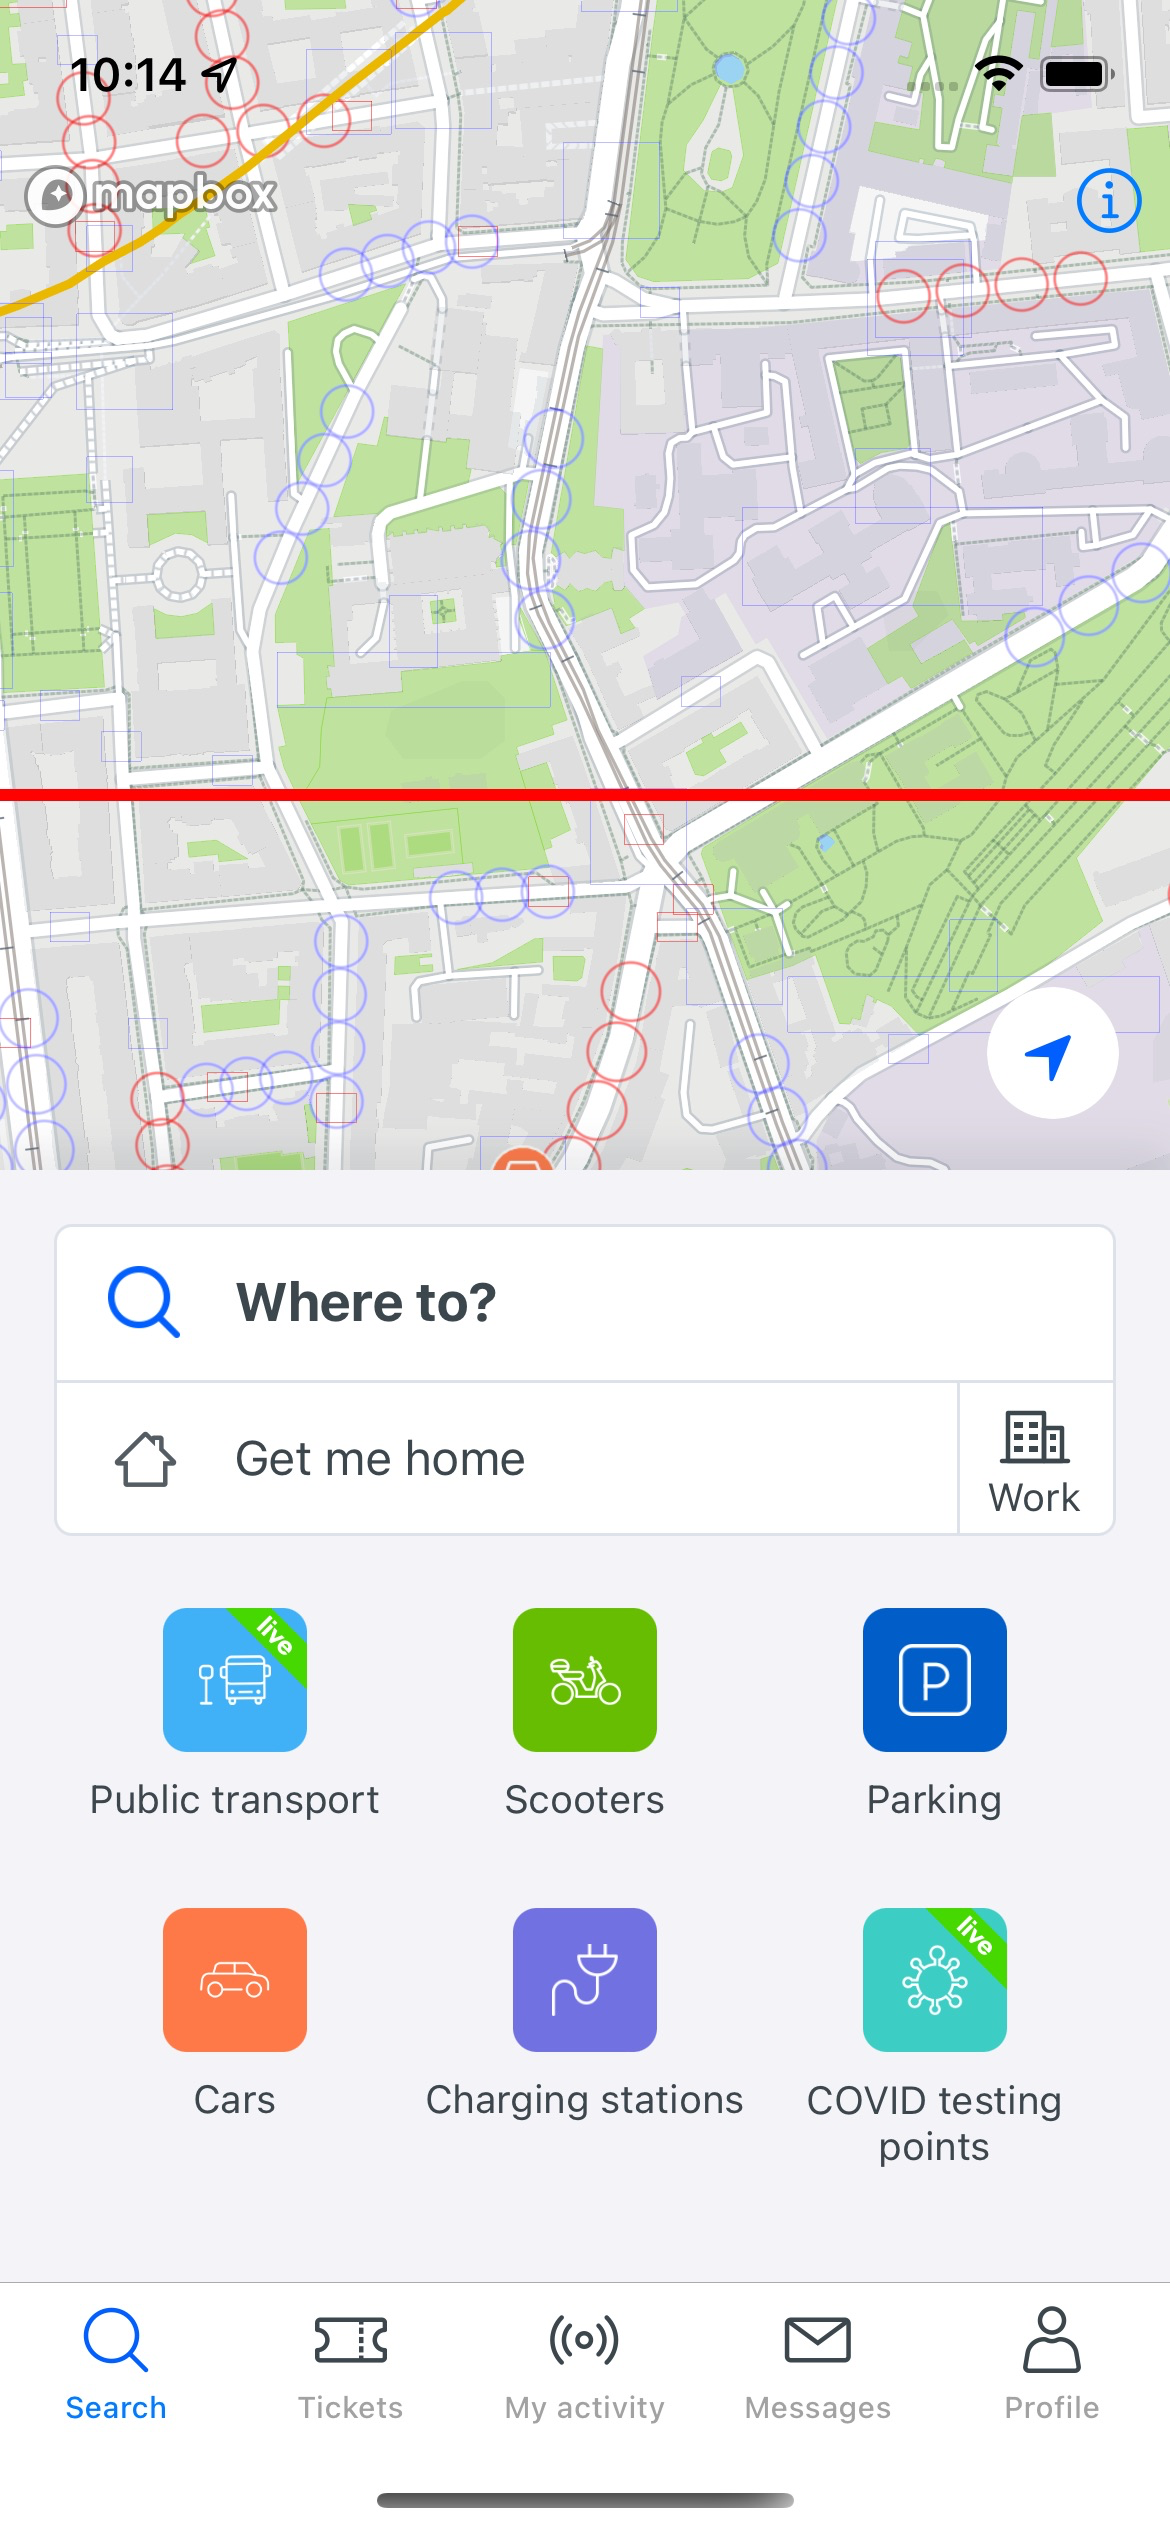 10:14
mapbox
Where to?
Get me home
Work
live
P
Public transport
Scooters
Parking
live
Cars
Charging stations
COVID testing
points
Search
Tickets
My activity
Messages
Profile